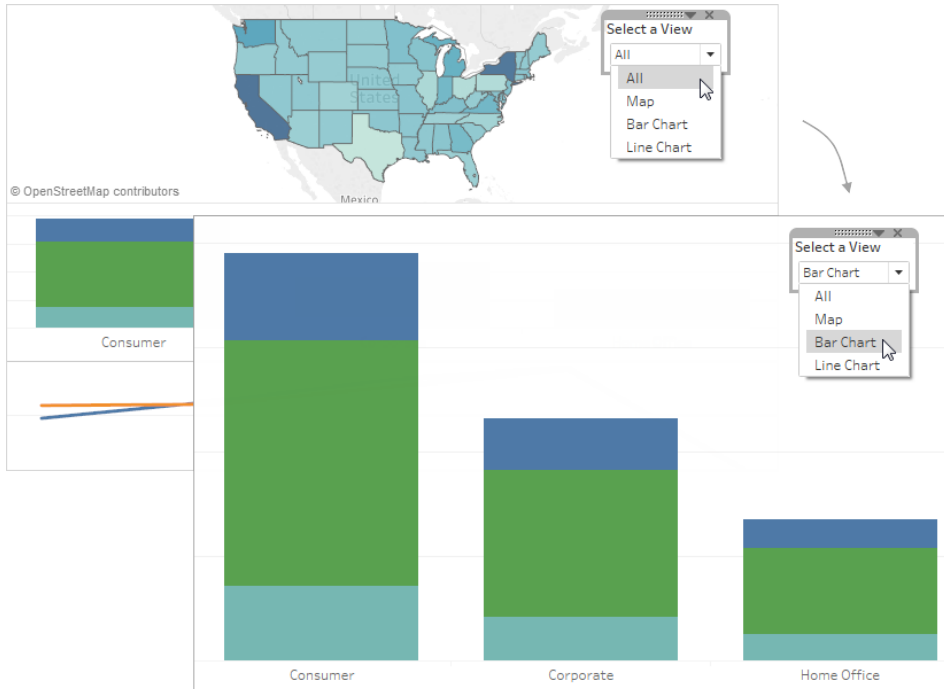 Select a View
All
All
Map
Bar Chart
Line Chart
United
States
Mexico
© OpenStreetMap contributors
Consumer
Select a View
Bar Chart
All
Map
Bar Chart
Line Chart
Consumer
Corporate
Home Office